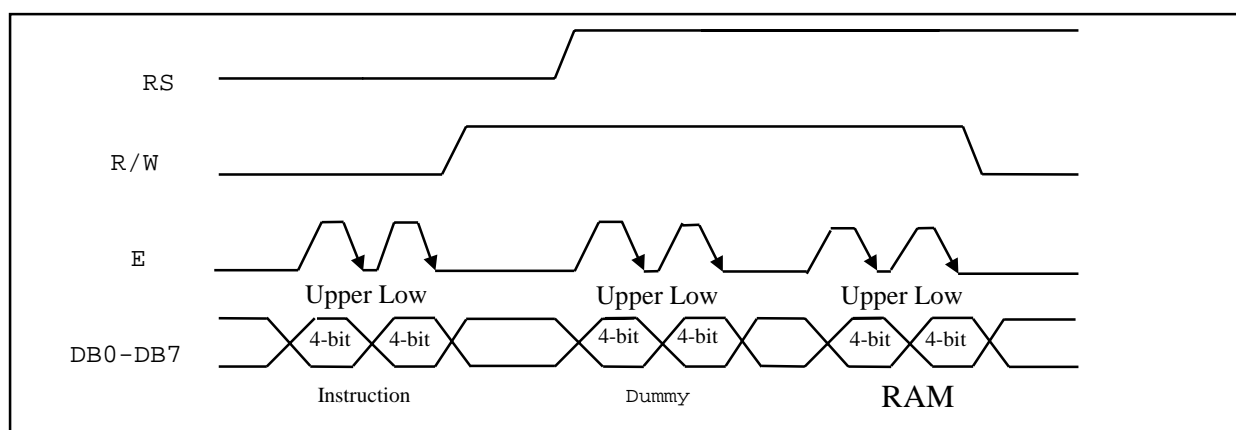 RS
R/W
E
Upper Low Upper Low Upper Low
DB0-DB7 4-bit 4-bit 4-bit 4-bit 4-bit 4-bit
Instruction Dummy RAM